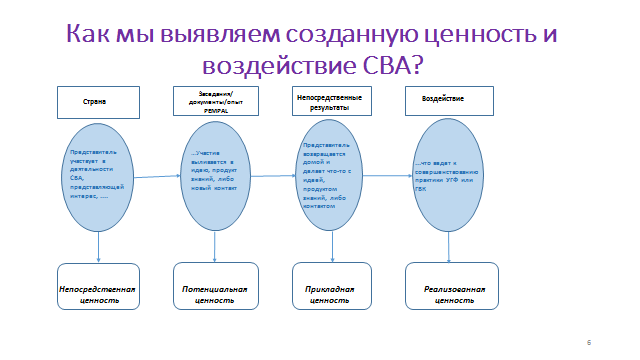 Как мы выявляем созданную ценность и
воздействие СВА?
Страна
Заседания/
документы/опыт
PEMPAL
Непосредственные
результаты
Воздействие
Представитель
участвует в
деятельности
СВА,
представляющей
интерес, …..
…Участие
выливается в
идею, продукт
знаний, либо
новый контакт
Представитель
возвращается
домой и
делает что-то с
идеей,
продуктом
знаний, либо
контактом
…что ведет к
совершенствованию
практики УГФ или
ГВК
Непосредственная
ценность
Потенциальная
ценность
Прикладная
ценность
Реализованная
ценность
6